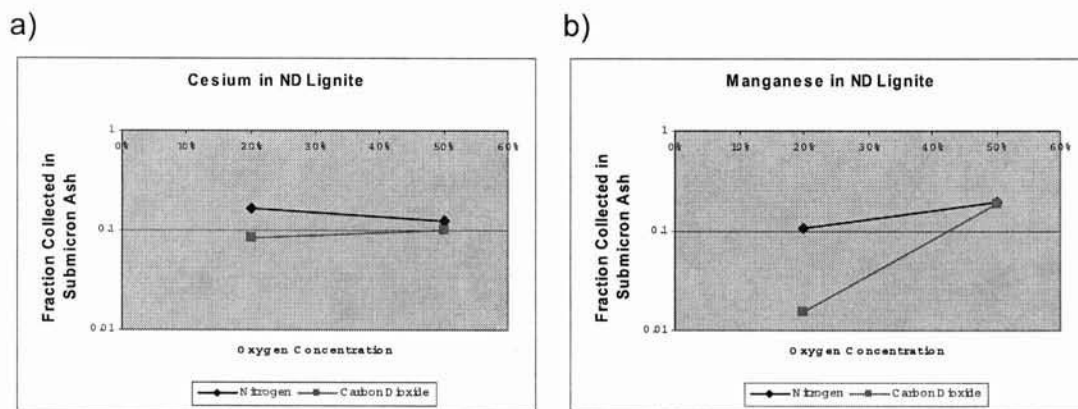 a)
Cesium in ND Lignite
Fraction Collected in
Submicron Ash
1
0.1
0.01
0% 10% 20% 30% 40% 50% 60%
Oxygen Concentration
Nitrogen Carbon Dioxide
b)
Manganese in ND Lignite
Fraction Collected in
Submicron Ash
1
0.1
0.01
0% 10% 20% 30% 40% 50% 60%
Oxygen Concentration
Nitrogen Carbon Dioxide